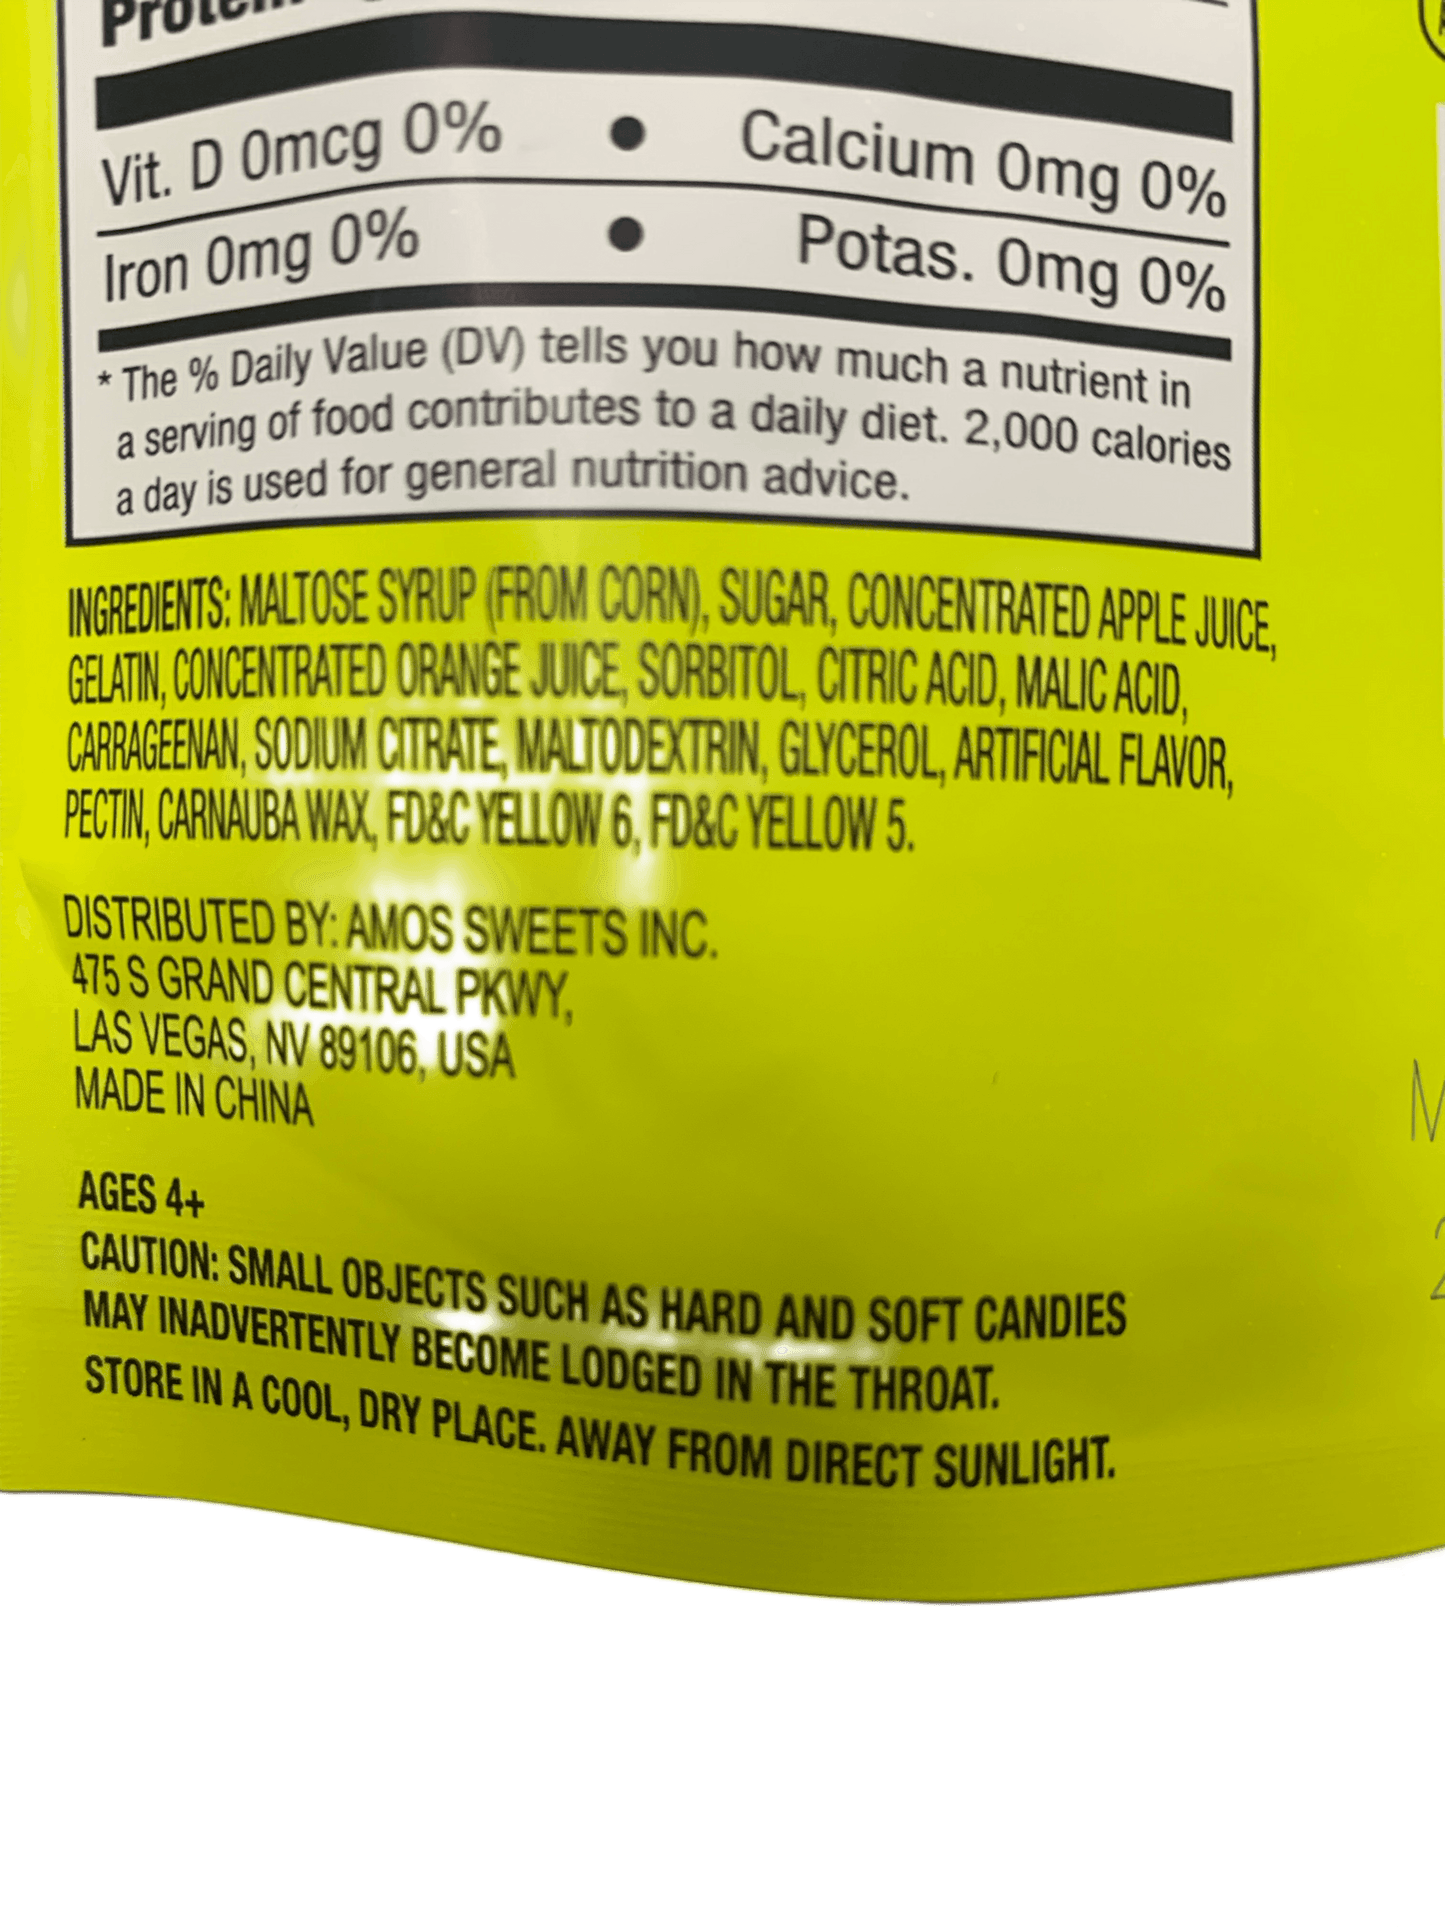 Protein
Vit. D 0mcg 0% • Calcium 0mg 0%
Iron 0mg 0% • Potas. 0mg 0%
* The % Daily Value (DV) tells you how much a nutrient in
a serving of food contributes to a daily diet. 2,000 calories
a day is used for general nutrition advice.
INGREDIENTS: MALTOSE SYRUP (FROM CORN), SUGAR, CONCENTRATED APPLE JUICE,
GELATIN, CONCENTRATED ORANGE JUICE, SORBITOL, CITRIC ACID, MALIC ACID,
CARRAGEENAN, SODIUM CITRATE, MALTODEXTRIN, GLYCEROL, ARTIFICIAL FLAVOR,
PECTIN, CARNAUBA WAX, FD&C YELLOW 6, FD&C YELLOW 5.
DISTRIBUTED BY: AMOS SWEETS INC.
475 S GRAND CENTRAL PKWY,
LAS VEGAS, NV 89106, USA
MADE IN CHINA
AGES 4+
CAUTION: SMALL OBJECTS SUCH AS HARD AND SOFT CANDIES
MAY INADVERTENTLY BECOME LODGED IN THE THROAT.
STORE IN A COOL, DRY PLACE. AWAY FROM DIRECT SUNLIGHT.